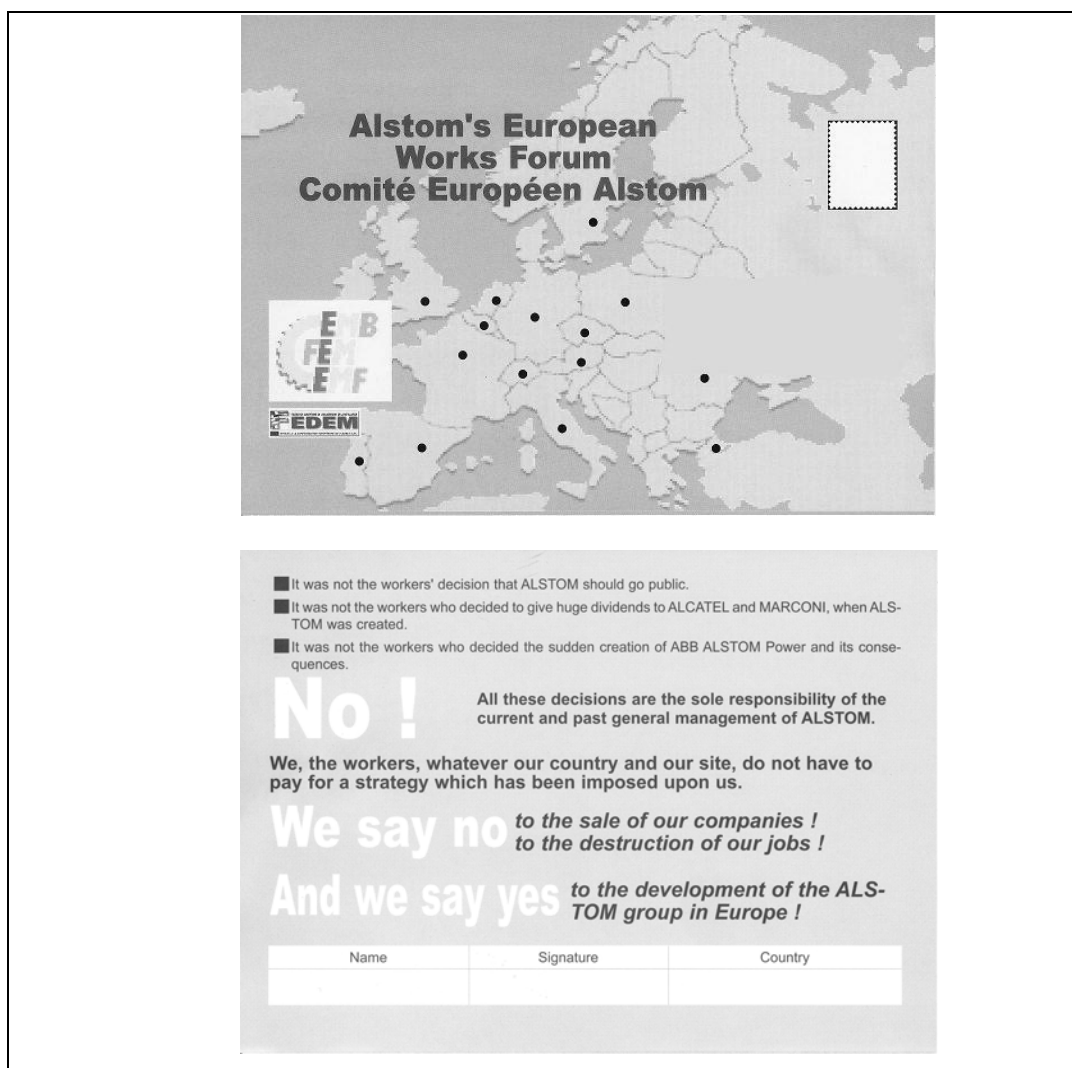 Alstom's European
Works Forum
Comité Européen Alstom
EMB
FEM
EMF
EDEM
It was not the workers' decision that ALSTOM should go public.
It was not the workers who decided to give huge dividends to ALCATEL and MARCONI, when ALS-
TOM was created.
It was not the workers who decided the sudden creation of ABB ALSTOM Power and its conse-
quences.
No !
All these decisions are the sole responsibility of the
current and past general management of ALSTOM.
We, the workers, whatever our country and our site, do not have to
pay for a strategy which has been imposed upon us.
We say no
to the sale of our companies !
to the destruction of our jobs !
And we say yes
to the development of the ALS-
TOM group in Europe !
Name Signature Country